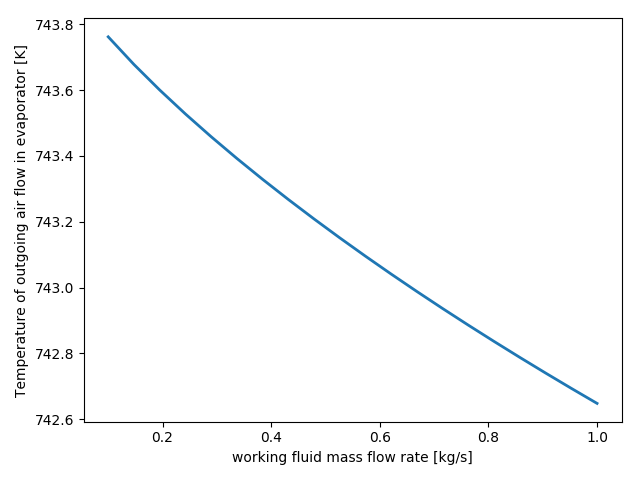 Temperature of outgoing air flow in evaporator [K]
743.8
743.6
743.4
743.2
743.0
742.8
742.6
0.2 0.4 0.6 0.8 1.0
working fluid mass flow rate [kg/s]